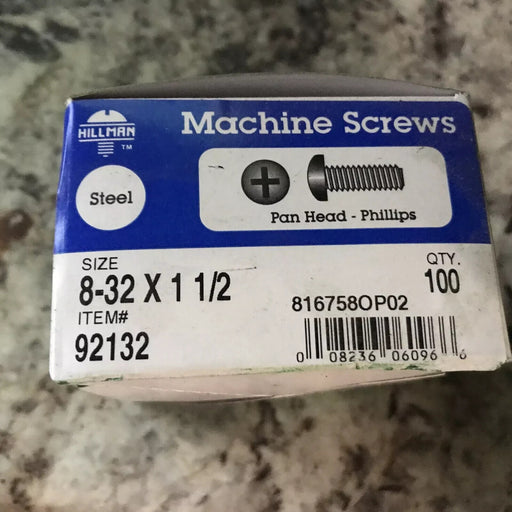 HILLMAN
TM
Machine Screws
Steel
Pan Head - Phillips
SIZE
8-32 X 1 1/2
QTY.
100
ITEM#
92132
816758OP02
0 08236 06096 6